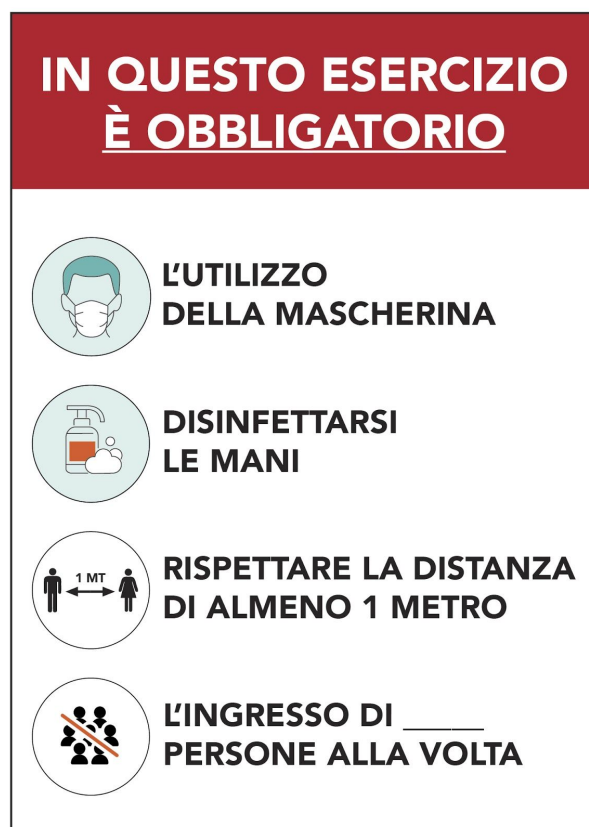 IN QUESTO ESERCIZIO
È OBBLIGATORIO
L'UTILIZZO
DELLA MASCHERINA
DISINFETTARSI
LE MANI
1 MT
RISPETTARE LA DISTANZA
DI ALMENO 1 METRO
L'INGRESSO DI _____
PERSONE ALLA VOLTA